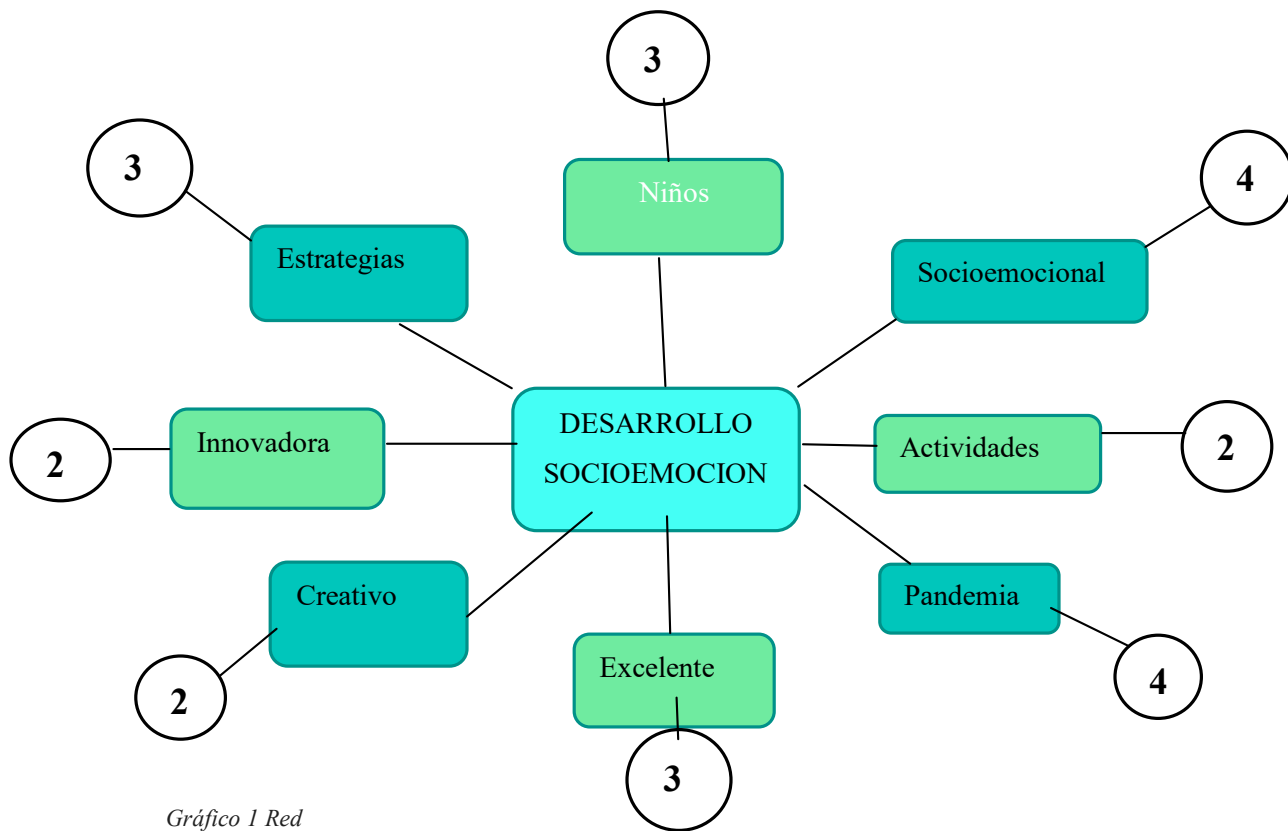 3
3
Niños
4
Estrategias
Socioemocional
DESARROLLO
SOCIOEMOCION
2
Innovadora
Actividades
2
Creativo
Pandemia
2
Excelente
4
3
Gráfico 1 Red